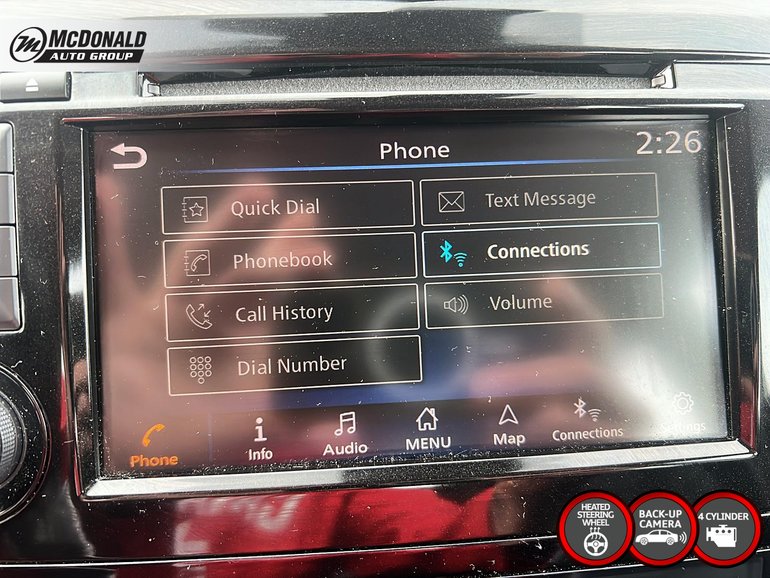 McDONALD
AUTO GROUP
Phone
2:26
Quick Dial
Text Message
Phonebook
Connections
Call History
Volume
Dial Number
Phone
Info
Audio
MENU
Map
Connections
Settings
HEATED
STEERING
WHEEL
BACK-UP
CAMERA
4 CYLINDER